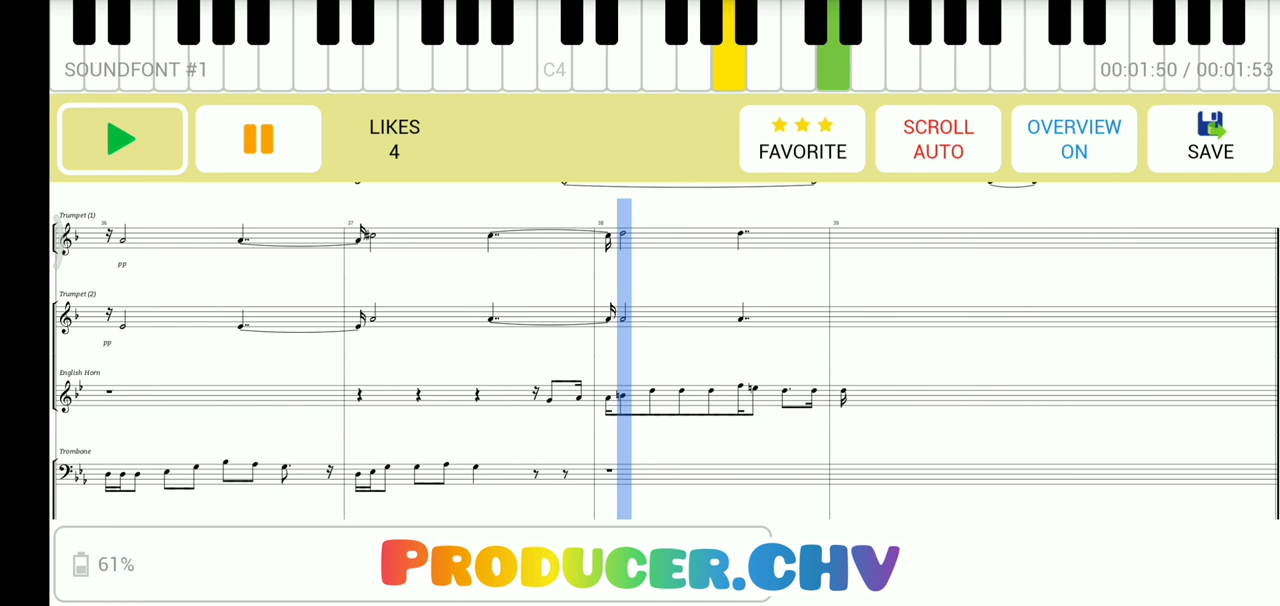 SOUNDFONT #1
C4
00:01:50 / 00:01:53
LIKES
4
FAVORITE
SCROLL
AUTO
OVERVIEW
ON
SAVE
Trumpet (1)
36
37
38
39
pp
Trumpet (2)
pp
English Horn
Trombone
61%
PRODUCER.CHV